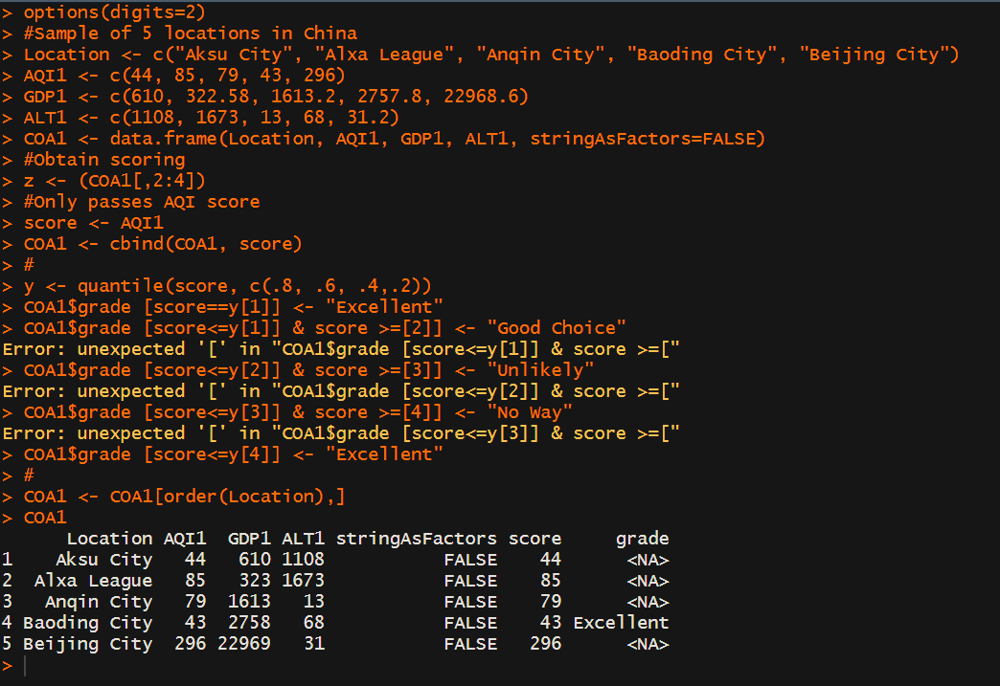 > options(digits=2)
> #Sample of 5 locations in China
> Location <- c("Aksu City", "Alxa League", "Anqin City", "Baoding City", "Beijing City")
> AQI1 <- c(44, 85, 79, 43, 296)
> GDP1 <- c(610, 322.58, 1613.2, 2757.8, 22968.6)
> ALT1 <- c(1108, 1673, 13, 68, 31.2)
> COA1 <- data.frame(Location, AQI1, GDP1, ALT1, stringAsFactors=FALSE)
> #Obtain scoring
> z <- (COA1[,2:4])
> #Only passes AQI score
> score <- AQI1
> COA1 <- cbind(COA1, score)
> #
> y <- quantile(score, c(.8, .6, .4,.2))
> COA1$grade [score==y[1]] <- "Excellent"
> COA1$grade [score<=y[1]] & score >=[2]] <- "Good Choice"
Error: unexpected '[' in "COA1$grade [score<=y[1]] & score >=["
> COA1$grade [score<=y[2]] & score >=[3]] <- "Unlikely"
Error: unexpected '[' in "COA1$grade [score<=y[2]] & score >=["
> COA1$grade [score<=y[3]] & score >=[4]] <- "No Way"
Error: unexpected '[' in "COA1$grade [score<=y[3]] & score >=["
> COA1$grade [score<=y[4]] <- "Excellent"
> #
> COA1 <- COA1[order(Location),]
> COA1
      Location AQI1  GDP1 ALT1 stringAsFactors score     grade
1    Aksu City   44   610 1108           FALSE    44      <NA>
2  Alxa League   85   323 1673           FALSE    85      <NA>
3   Anqin City   79  1613   13           FALSE    79      <NA>
4 Baoding City   43  2758   68           FALSE    43 Excellent
5 Beijing City  296 22969   31           FALSE   296      <NA>
>